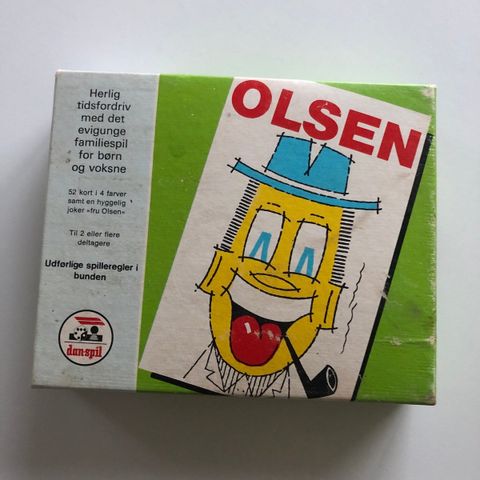 Herlig
tidsfordriv
med det
evigunge
familiespil
for børn
og voksne
52 kort i 4 farver
samt en hyggelig
joker »fru Olsen«
Til 2 eller flere
deltagere
Udførlige spilleregler i
bunden
dan-spil
OLSEN